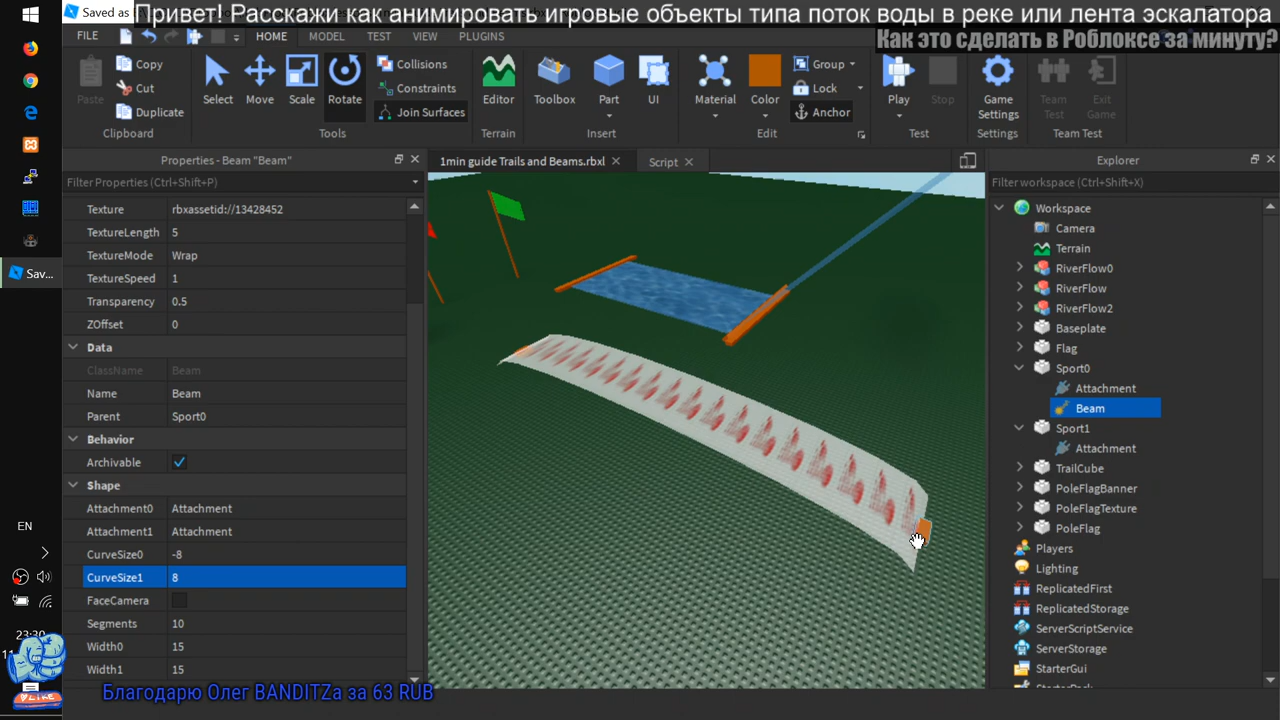 Saved as
Привет! Расскажи как анимировать игровые объекты типа поток воды в реке или лента эскалатора
Как это сделать в Роблоксе за минуту?
FILE HOME MODEL TEST VIEW PLUGINS
Paste Copy Cut Duplicate
Clipboard
Select Move Scale Rotate Collisions Constraints Join Surfaces
Tools
Editor
Terrain
Toolbox Part UI
Insert
Material Color Group Lock Anchor
Edit
Play Stop
Test
Game Settings
Settings
Team Test Exit Game
Team Test
Properties - Beam "Beam"
Filter Properties (Ctrl+Shift+P)
Texture rbxassetid://13428452
TextureLength 5
TextureMode Wrap
TextureSpeed 1
Transparency 0.5
ZOffset 0
Data
ClassName Beam
Name Beam
Parent Sport0
Behavior
Archivable
Shape
Attachment0 Attachment
Attachment1 Attachment
CurveSize0 -8
CurveSize1 8
FaceCamera
Segments 10
Width0 15
Width1 15
1min guide Trails and Beams.rbxl
Script
Explorer
Filter workspace (Ctrl+Shift+X)
Workspace
Camera
Terrain
RiverFlow0
RiverFlow
RiverFlow2
Baseplate
Flag
Sport0
Attachment
Beam
Sport1
Attachment
TrailCube
PoleFlagBanner
PoleFlagTexture
PoleFlag
Players
Lighting
ReplicatedFirst
ReplicatedStorage
ServerScriptService
ServerStorage
StarterGui
Sav...
EN
23:30
LIKE
Благодарю Олег BANDITZa за 63 RUB